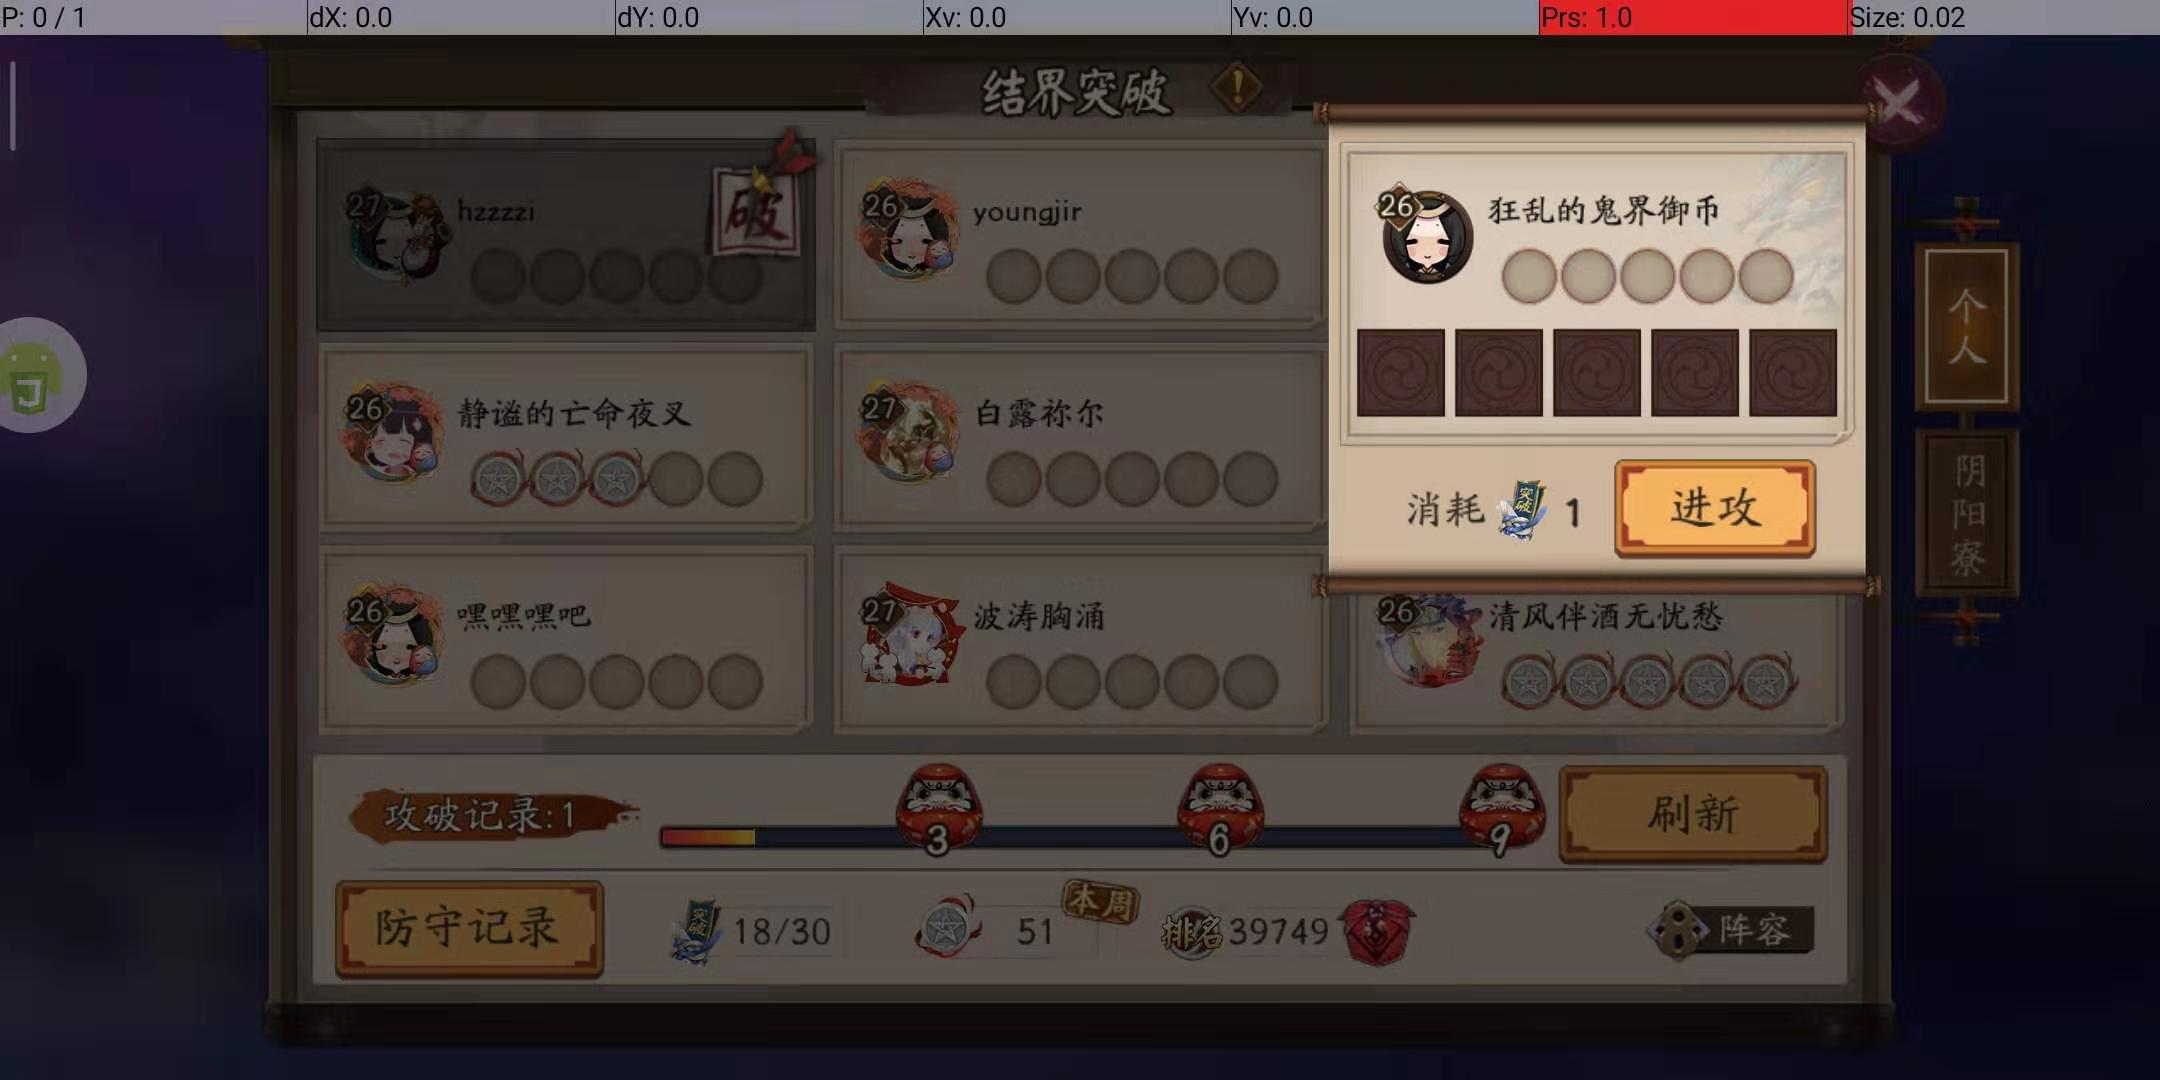 P: 0 / 1 dX: 0.0 dY: 0.0 Xv: 0.0 Yv: 0.0 Prs: 1.0 Size: 0.02
结界突破
27 hzzzzi 破
26 youngjir
26 狂乱的鬼界御币
26 静谧的亡命夜叉
27 白露祢尔
消耗 突破 1 进攻
26 嘿嘿嘿吧
27 波涛胸涌
26 清风伴酒无忧愁
个人
阴阳寮
攻破记录:1
3 6 9
刷新
防守记录 突破 18/30 51 本周 排名 39749 阵容